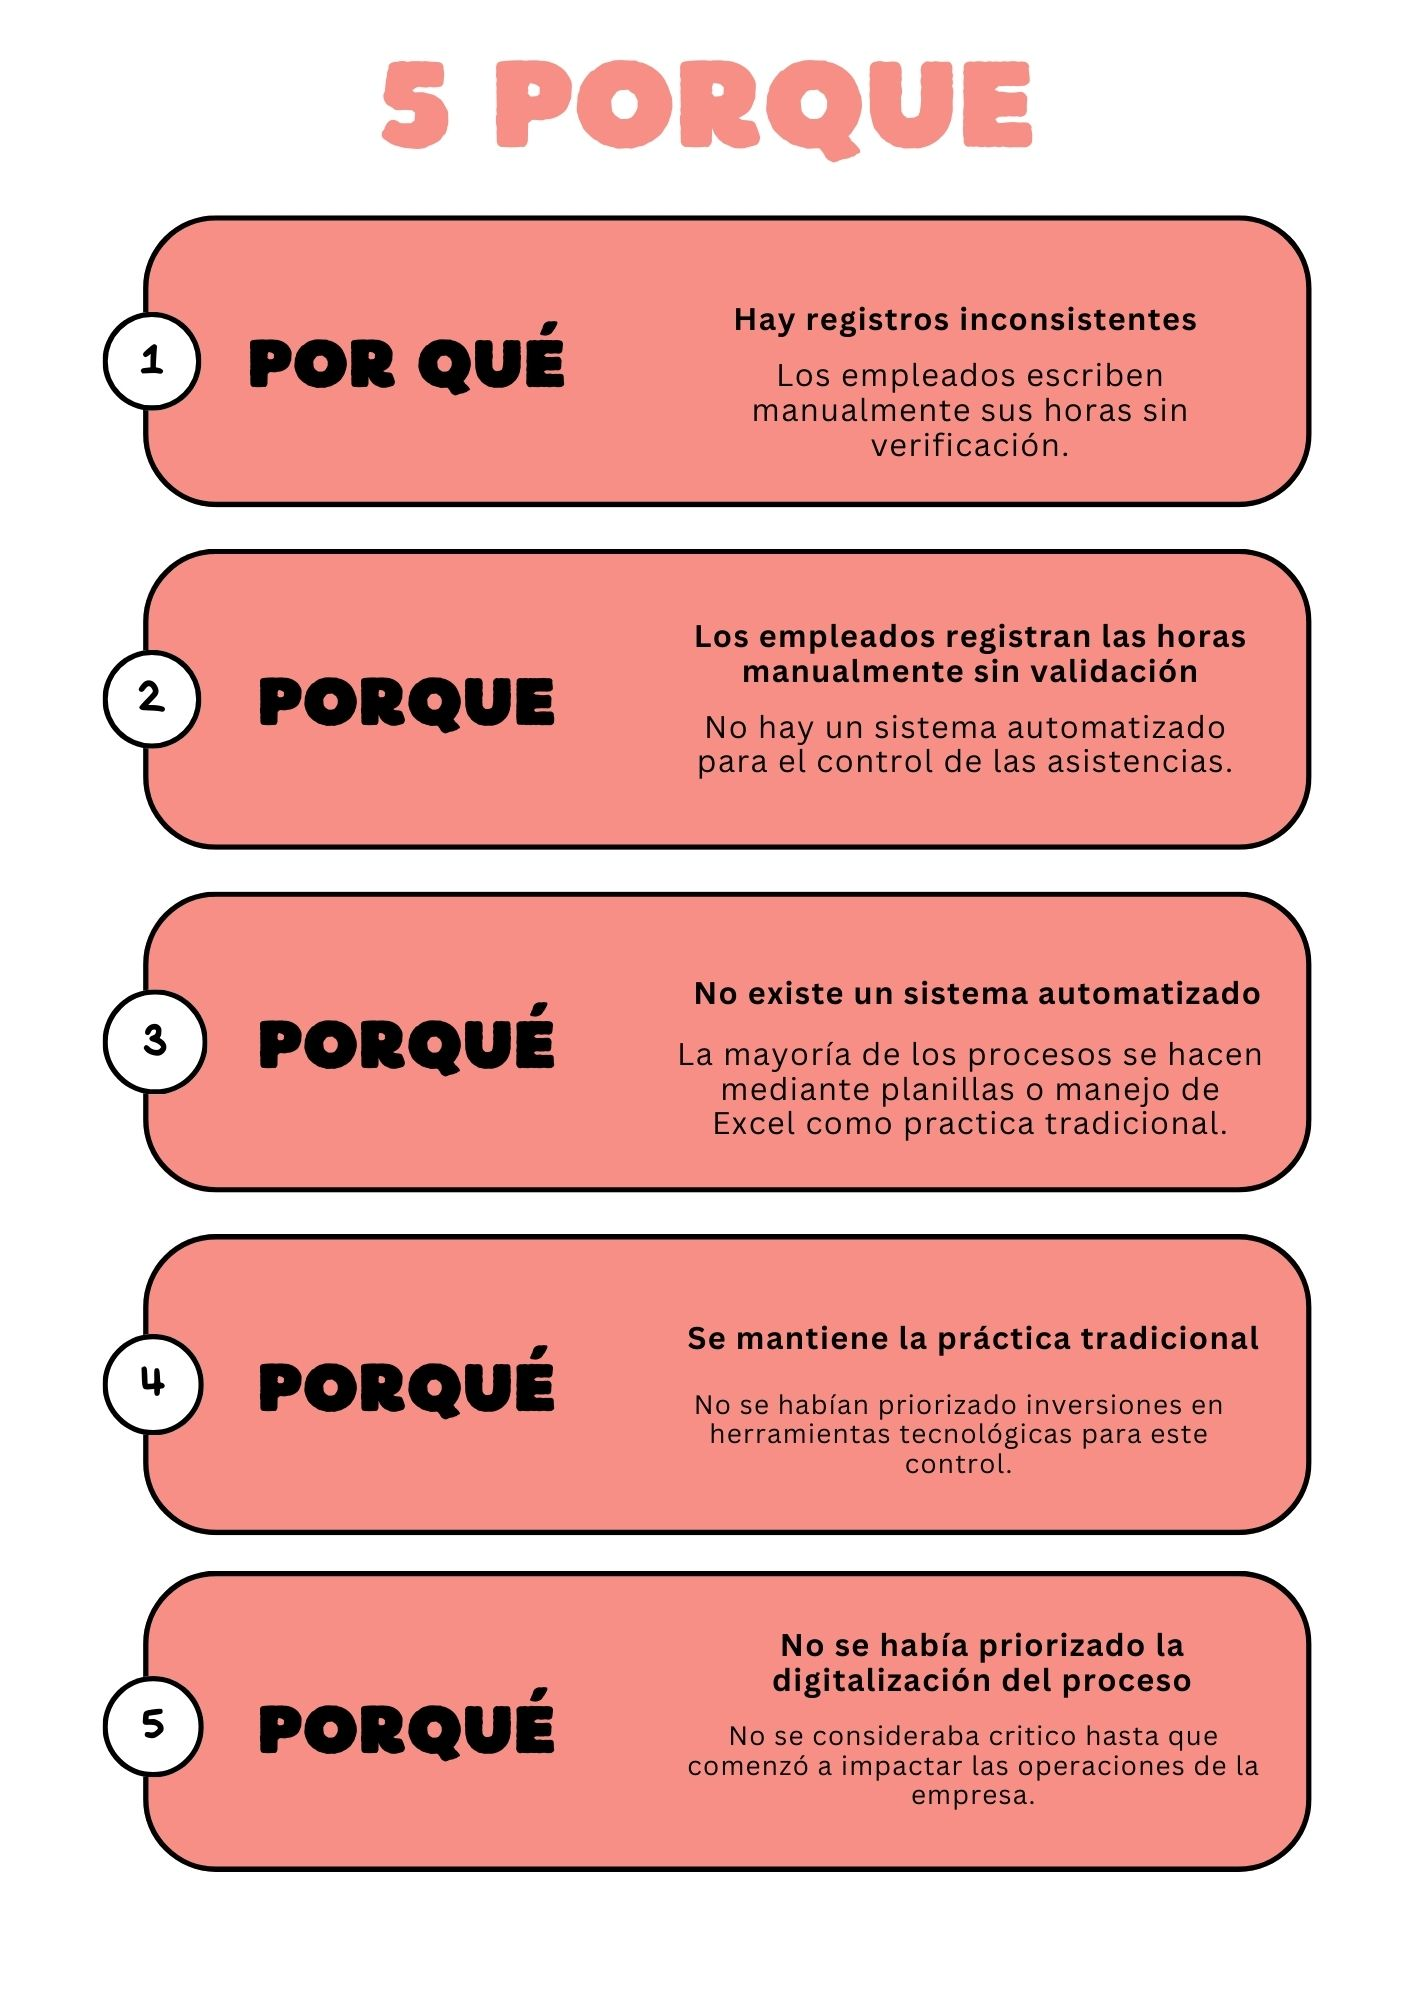 5 PORQUE
1
POR QUÉ
Hay registros inconsistentes
Los empleados escriben
manualmente sus horas sin
verificación.
2
PORQUE
Los empleados registran las horas
manualmente sin validación
No hay un sistema automatizado
para el control de las asistencias.
3
PORQUÉ
No existe un sistema automatizado
La mayoría de los procesos se hacen
mediante planillas o manejo de
Excel como practica tradicional.
4
PORQUÉ
Se mantiene la práctica tradicional
No se habían priorizado inversiones en
herramientas tecnológicas para este
control.
5
PORQUÉ
No se había priorizado la
digitalización del proceso
No se consideraba critico hasta que
comenzó a impactar las operaciones de la
empresa.